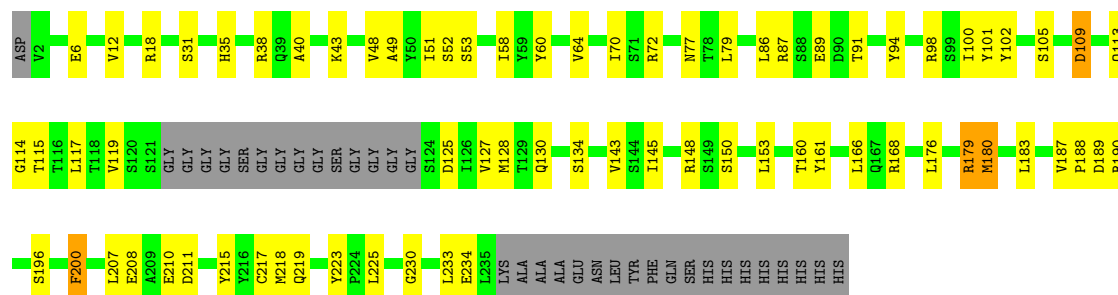 ASP V2 E6 V12 R18 S31 H35 R38 Q39 A40 K43 V48 A49 Y50 I51 S52 S53 I58 Y59 Y60 V64 I70 S71 R72 N77 T78 L79 L86 R87 S88 E89 D90 T91 Y94 R98 S99 I100 Y101 Y102 S105 D109 Q113
G114 T115 T116 L117 T118 V119 S120 S121 GLY GLY GLY GLY SER GLY GLY GLY GLY SER GLY GLY GLY GLY S124 D125 I126 V127 M128 T129 Q130 S134 V143 S144 I145 R148 S149 S150 L153 T160 Y161 L166 Q167 R168 L176 R179 M180 L183 V187 P188 D189
S196 F200 L207 E208 A209 E210 D211 Y215 Y216 C217 M218 Q219 Y223 P224 L225 G230 L233 E234 L235 LYS ALA ALA ALA GLU ASN LEU TYR PHE GLN SER HIS HIS HIS HIS HIS HIS HIS HIS